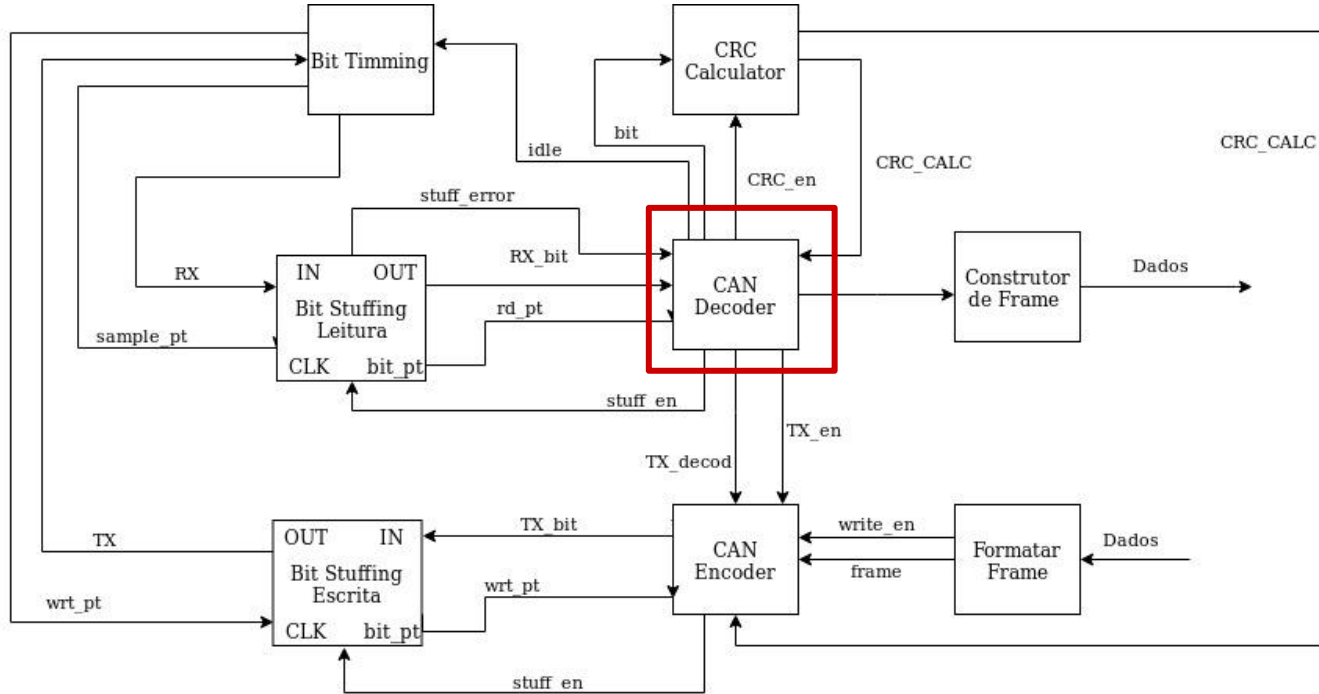 Bit Timming
CRC
Calculator
bit
idle
CRC_CALC
CRC_CALC
CRC_en
stuff_error
RX
IN OUT
Bit Stuffing
Leitura
CLK bit_pt
RX_bit
rd_pt
sample_pt
CAN
Decoder
Construtor
de Frame
Dados
stuff_en
TX_en
TX_decod
TX
OUT IN
Bit Stuffing
Escrita
CLK bit_pt
TX_bit
wrt_pt
wrt_pt
CAN
Encoder
write_en
frame
Formatar
Frame
Dados
stuff_en